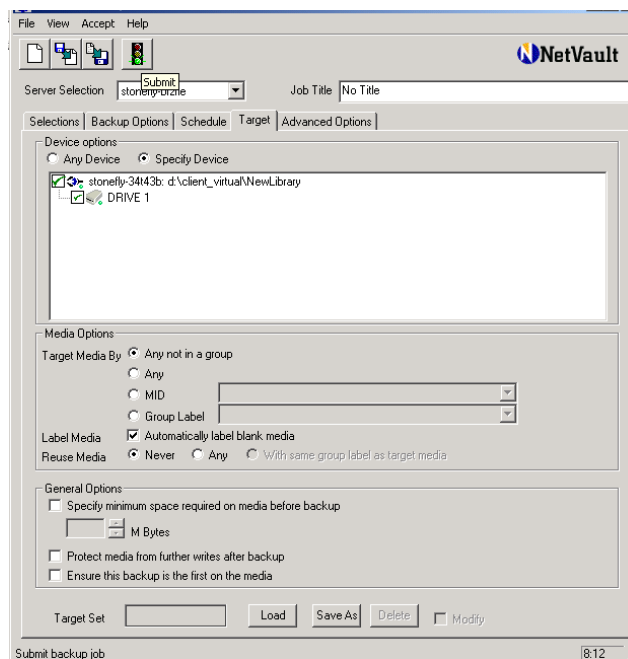 File View Accept Help
NetVault
Submit
Server Selection
Job Title No Title
Selections Backup Options Schedule Target Advanced Options
Device options
Any Device Specify Device
stonefly-34t43b: d:\client_virtual\NewLibrary
DRIVE 1
Media Options
Target Media By Any not in a group
Any
MID
Group Label
Label Media Automatically label blank media
Reuse Media Never Any With same group label as target media
General Options
Specify minimum space required on media before backup
M Bytes
Protect media from further writes after backup
Ensure this backup is the first on the media
Target Set Load Save As Delete Modify
Submit backup job 8:12